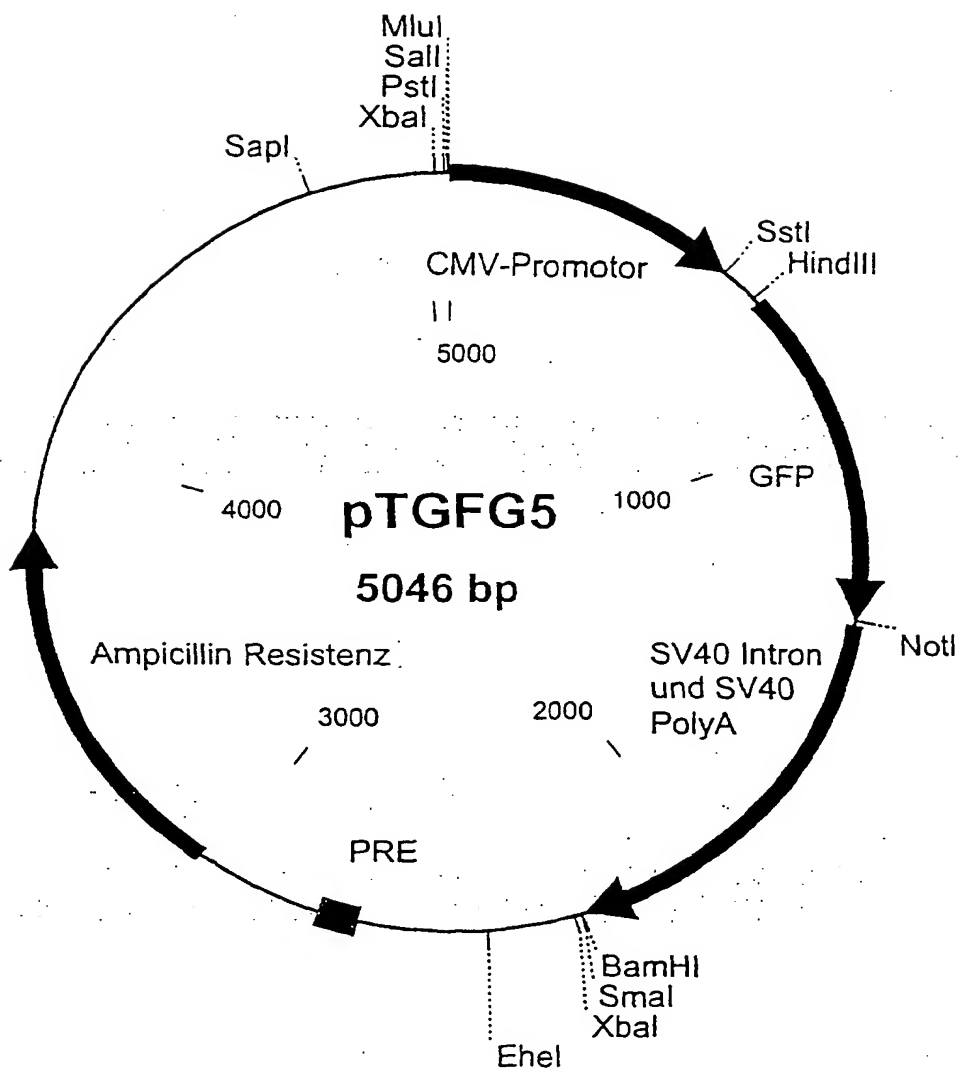 MluI
SalI
PstI
XbaI
SapI
SstI
HindIII
CMV-Promotor
5000
GFP
1000
4000
pTGFG5
5046 bp
NotI
Ampicillin Resistenz
SV40 Intron
und SV40
PolyA
2000
3000
PRE
BamHI
SmaI
XbaI
EheI